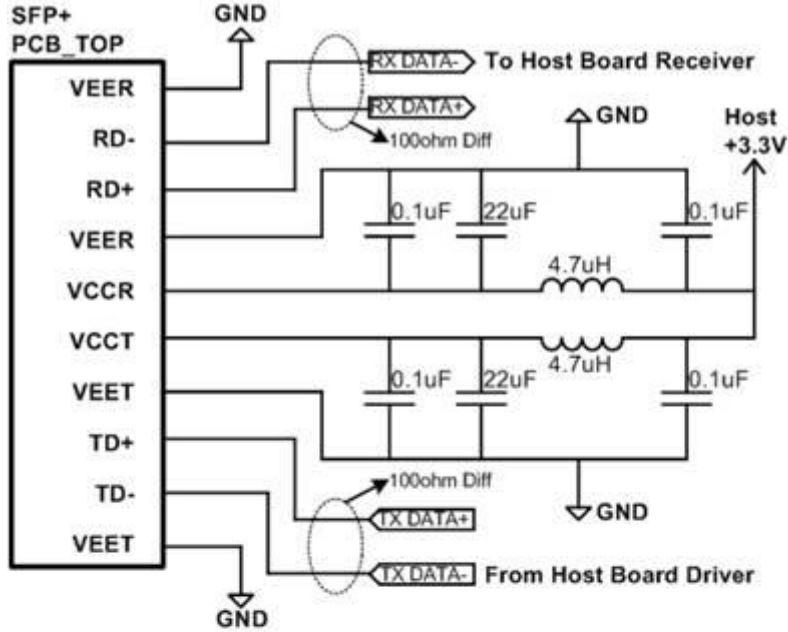 SFP+
PCB_TOP
GND
VEER
RD-
RD+
VEER
VCCR
VCCT
VEET
TD+
TD-
VEET
GND
RX DATA- To Host Board Receiver
RX DATA+
100ohm Diff
GND
Host
+3.3V
0.1uF 22uF 0.1uF
4.7uH
4.7uH
0.1uF 22uF 0.1uF
100ohm Diff
GND
TX DATA+
TX DATA- From Host Board Driver